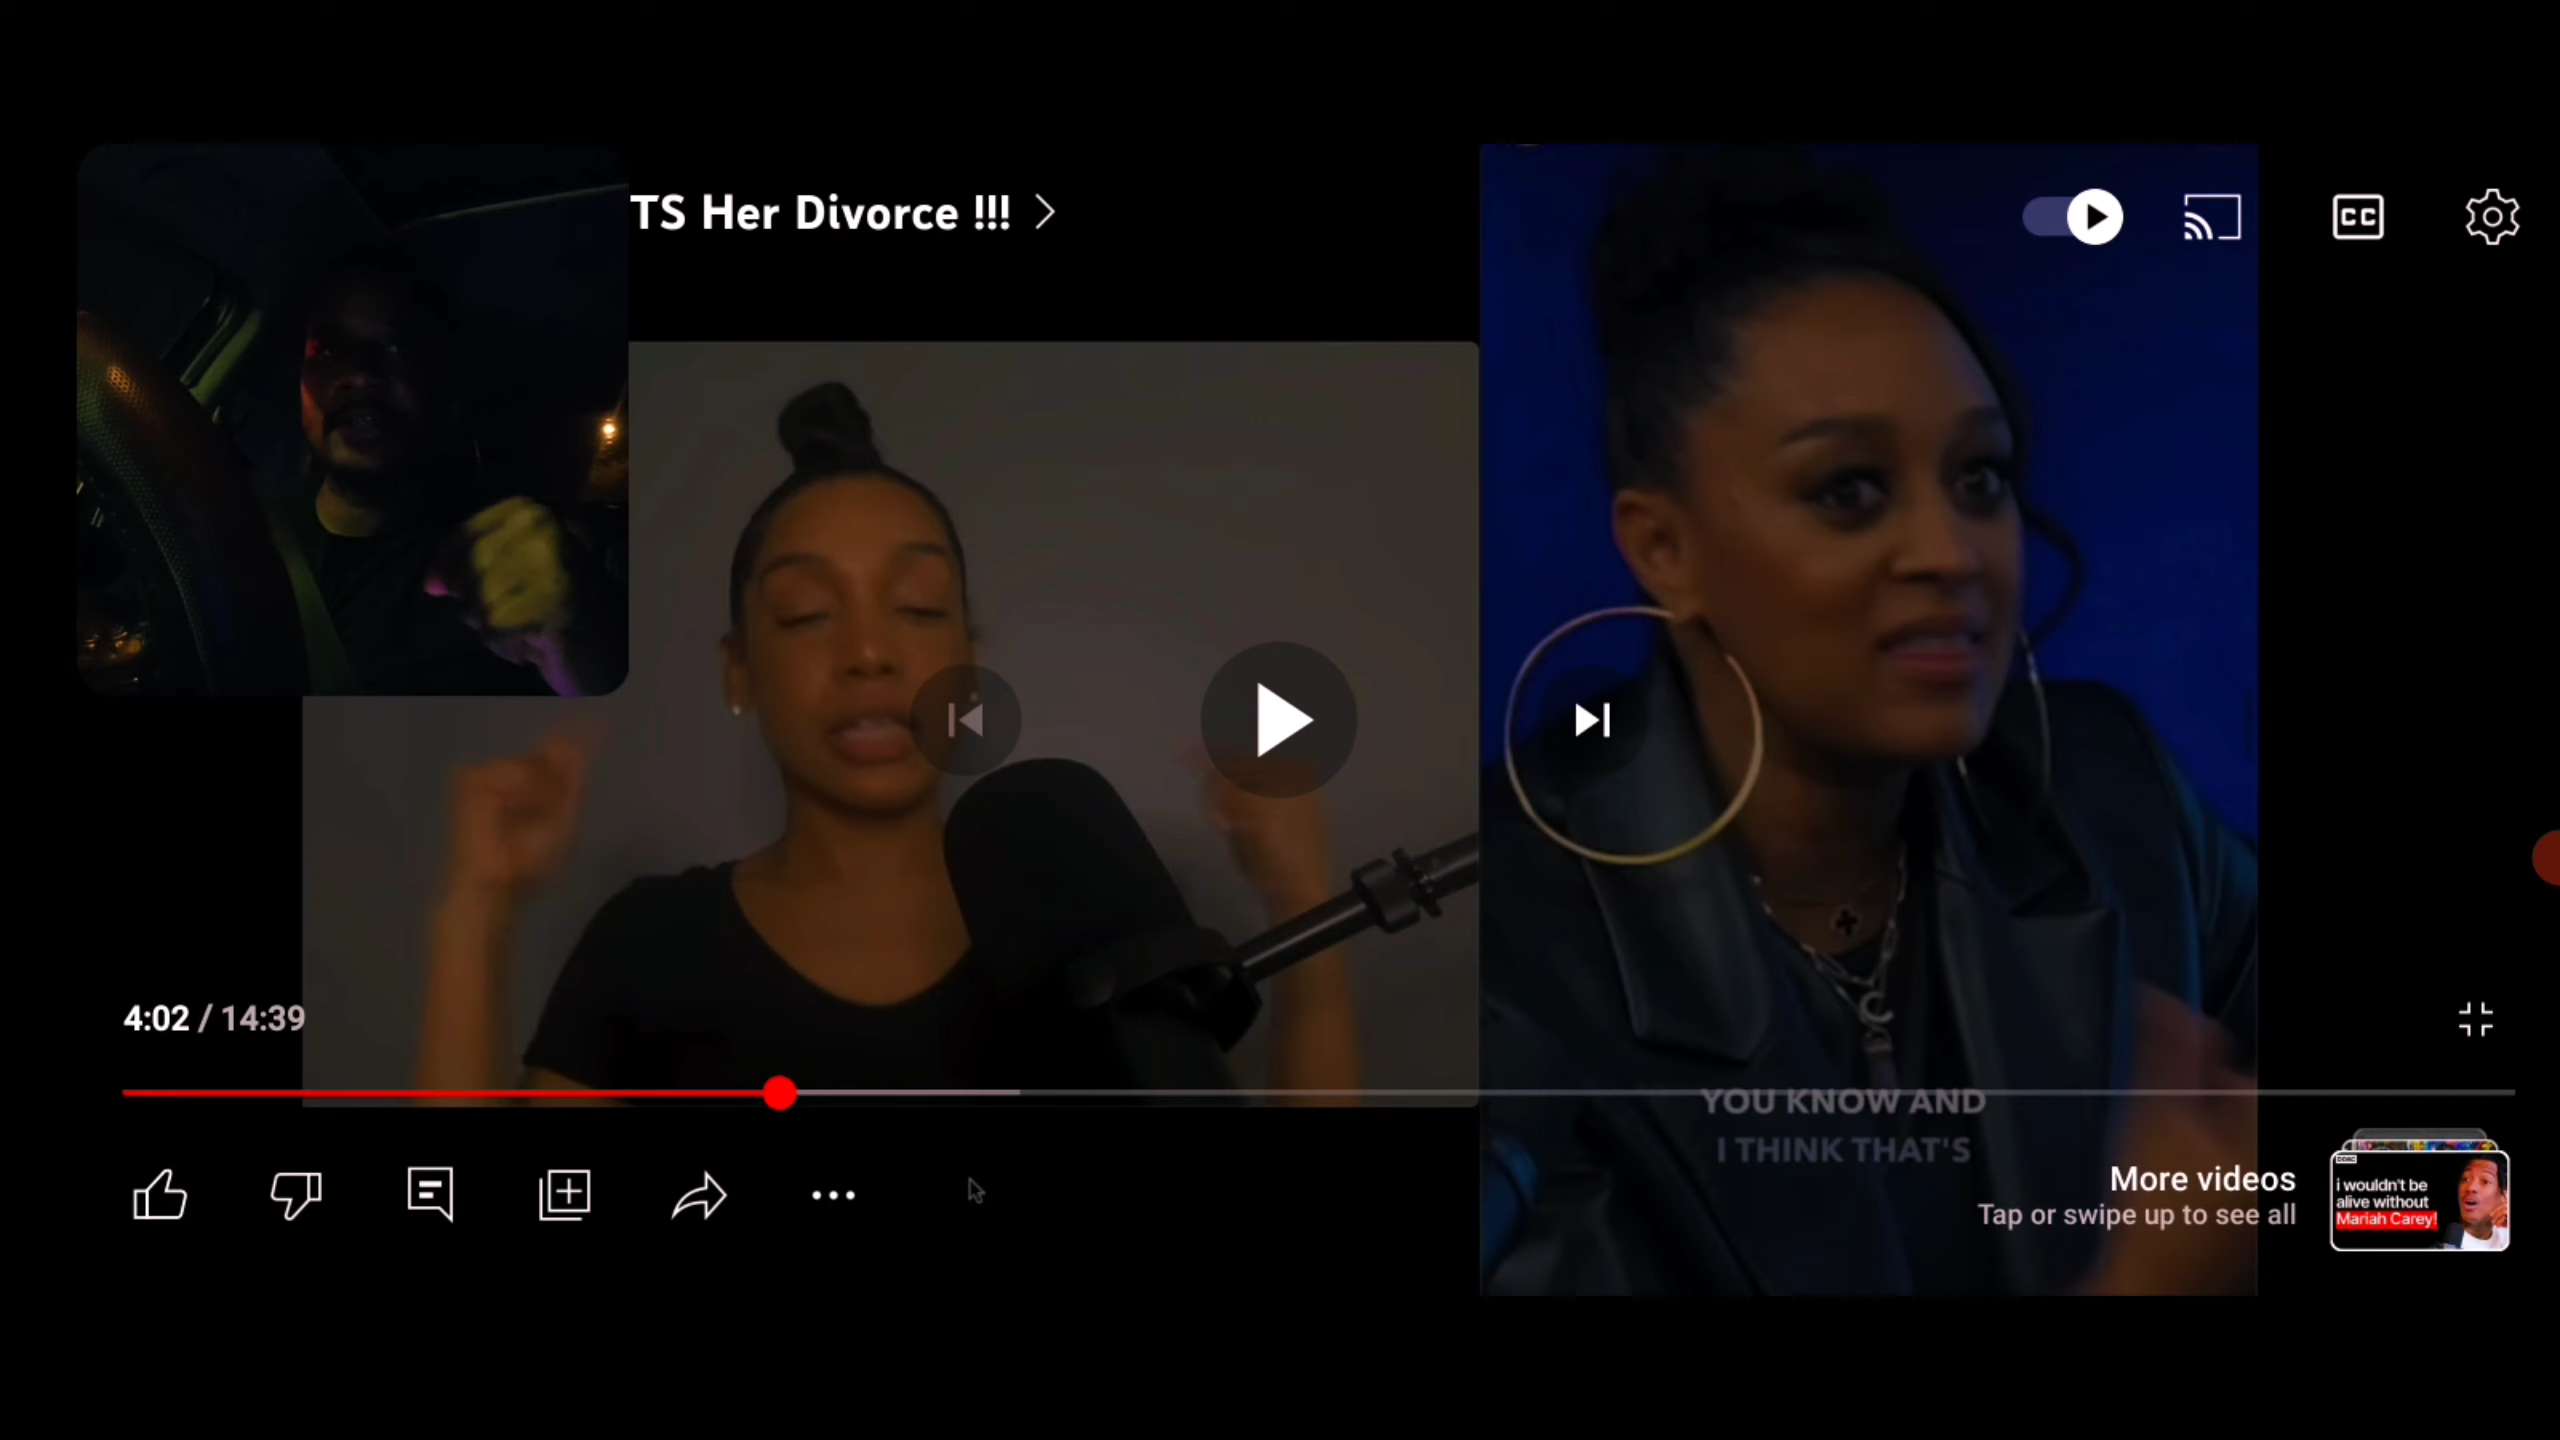 TS Her Divorce !!!
CC
4:02 / 14:39
YOU KNOW AND
I THINK THAT'S
More videos
Tap or swipe up to see all
i wouldn't be
alive without
Mariah Carey!